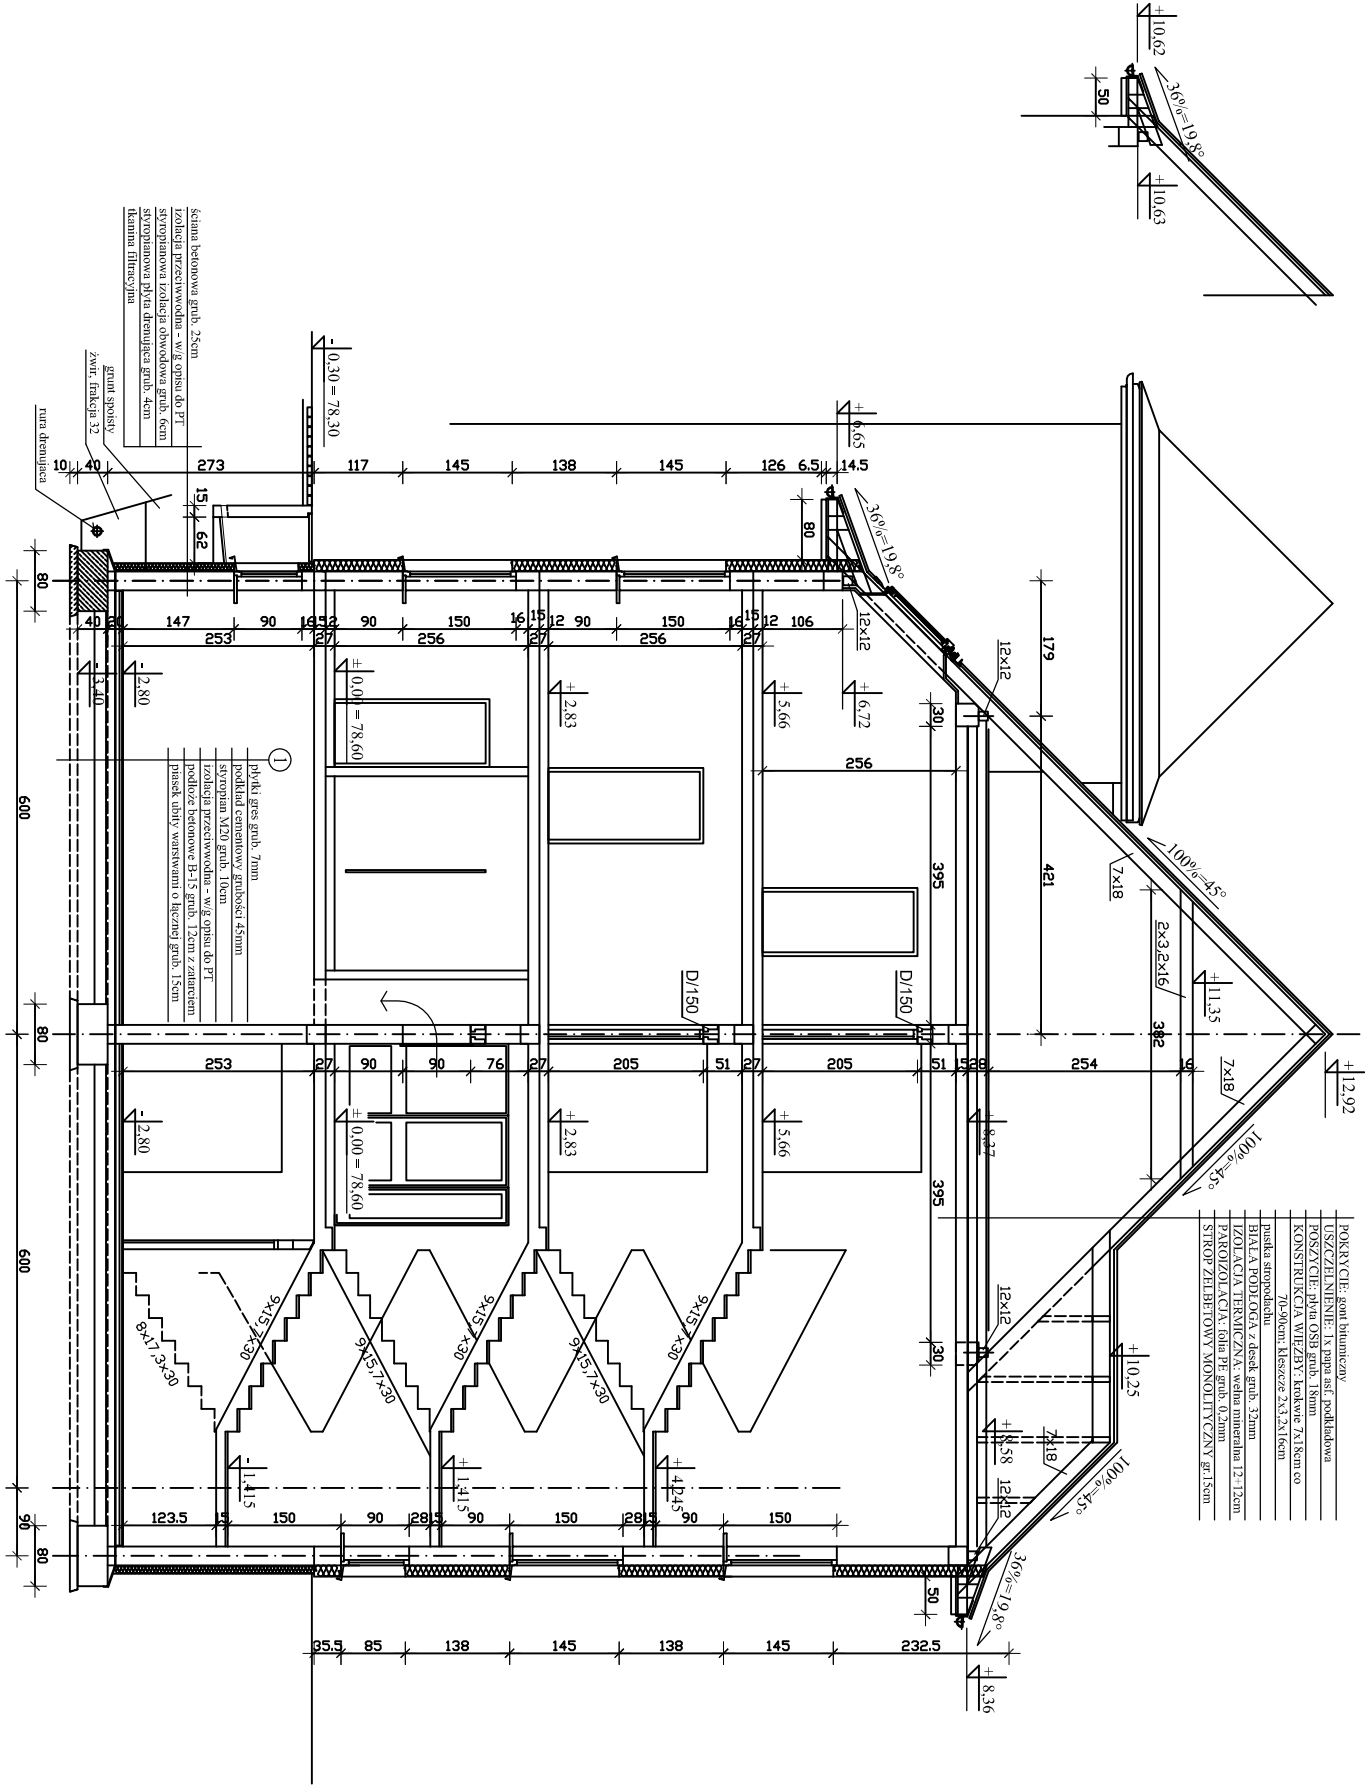 +10,62
36%=19,8°
50
+10,63
POKRYCIE: gont bitumiczny
USZCZELNIENIE: 1x papa asf. podkładowa
POSZYCIE: płyta OSB grub. 18mm
KONSTRUKCJA WIĘŹBY: krokwie 7x18cm co
70-90cm; kleszcze 2x3,2x16cm
pustka stropodachu
BIAŁA PODŁOGA z desek grub. 32mm
IZOLACJA TERMICZNA: wełna mineralna 12+12cm
PAROIZOLACJA: folia PE grub. 0,2mm
STROP ŻELBETOWY MONOLITYCZNY gr.15cm
+12,92
7x18
7x18
100%=45°
100%=45°
2x3,2x16
+11,35
382
16
254
28
15
51
+10,25
7x18
100%=45°
+8,58
12x12
36%=19,8°
50
+8,36
+8,37
12x12
30
12x12
30
179
421
395
395
256
+6,65
36%=19,8°
80
12x12
+6,72
14.5
6.5
126
145
138
145
117
273
40
10
106
12
15
16
150
90
12
15
16
150
90
12
15
16
90
147
20
40
27
256
27
256
27
253
+5,66
+2,83
± 0,00 = 78,60
-2,80
-3,40
- 0,30 = 78,30
D/150
D/150
205
27
51
205
27
76
90
90
27
253
+5,66
+2,83
± 0,00 = 78,60
-2,80
9x15,7x30
9x15,7x30
9x15,7x30
9x15,7x30
9x15,7x30
8x17,3x30
+4,245
+1,415
-1,415
150
90
15
28
150
90
15
28
90
150
15
123.5
232.5
145
138
145
138
85
35.5
ściana betonowa grub. 25cm
izolacja przeciwwodna - w/g opisu do PT
styropianowa izolacja obwodowa grub. 6cm
styropianowa płyta drenująca grub. 4cm
tkanina filtracyjna
grunt spoisty
żwir, frakcja 32
rura drenująca
15
62
1
płytki gres grub. 7mm
podkład cementowy grubości 45mm
styropian M20 grub. 10cm
izolacja przeciwwodna - w/g opisu do PT
podłoże betonowe B-15 grub. 12cm z zatarciem
piasek ubity warstwami o łącznej grub. 15cm
80
80
80
600
600
90